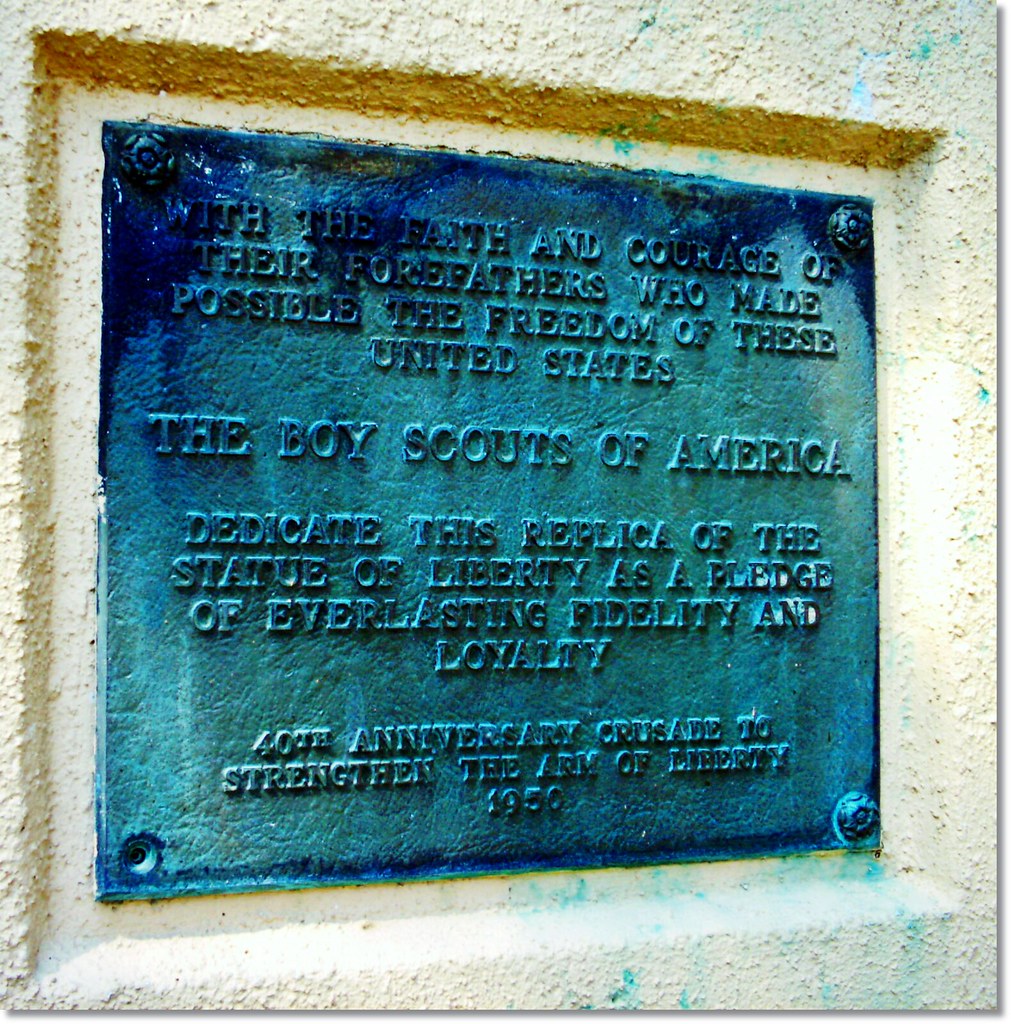 WITH THE FAITH AND COURAGE OF
THEIR FOREFATHERS WHO MADE
POSSIBLE THE FREEDOM OF THESE
UNITED STATES
THE BOY SCOUTS OF AMERICA
DEDICATE THIS REPLICA OF THE
STATUE OF LIBERTY AS A PLEDGE
OF EVERLASTING FIDELITY AND
LOYALTY
40TH ANNIVERSARY CRUSADE TO
STRENGTHEN THE ARM OF LIBERTY
1950